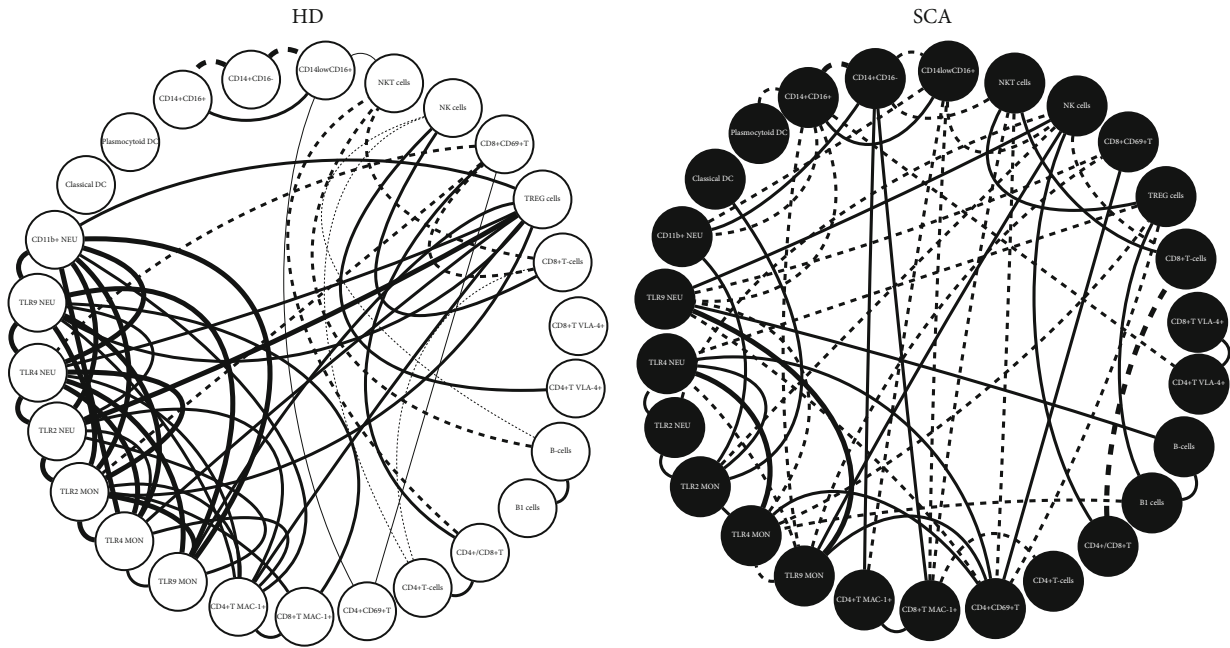 HD
CD14lowCD16+
NKT cells
NK cells
CD8+CD69+T
TREG cells
CD8+T-cells
CD8+T VLA-4+
CD4+T VLA-4+
B-cells
B1 cells
CD4+/CD8+T
CD4+T-cells
CD4+CD69+T
CD8+T MAC-1+
CD4+T MAC-1+
TLR9 MON
TLR4 MON
TLR2 MON
TLR2 NEU
TLR4 NEU
TLR9 NEU
CD11b+ NEU
Classical DC
Plasmocytoid DC
CD14+CD16+
CD14+CD16-
SCA
CD14lowCD16+
NKT cells
NK cells
CD8+CD69+T
TREG cells
CD8+T-cells
CD8+T VLA-4+
CD4+T VLA-4+
B-cells
B1 cells
CD4+/CD8+T
CD4+T-cells
CD4+CD69+T
CD8+T MAC-1+
CD4+T MAC-1+
TLR9 MON
TLR4 MON
TLR2 MON
TLR2 NEU
TLR4 NEU
TLR9 NEU
CD11b+ NEU
Classical DC
Plasmocytoid DC
CD14+CD16+
CD14+CD16-